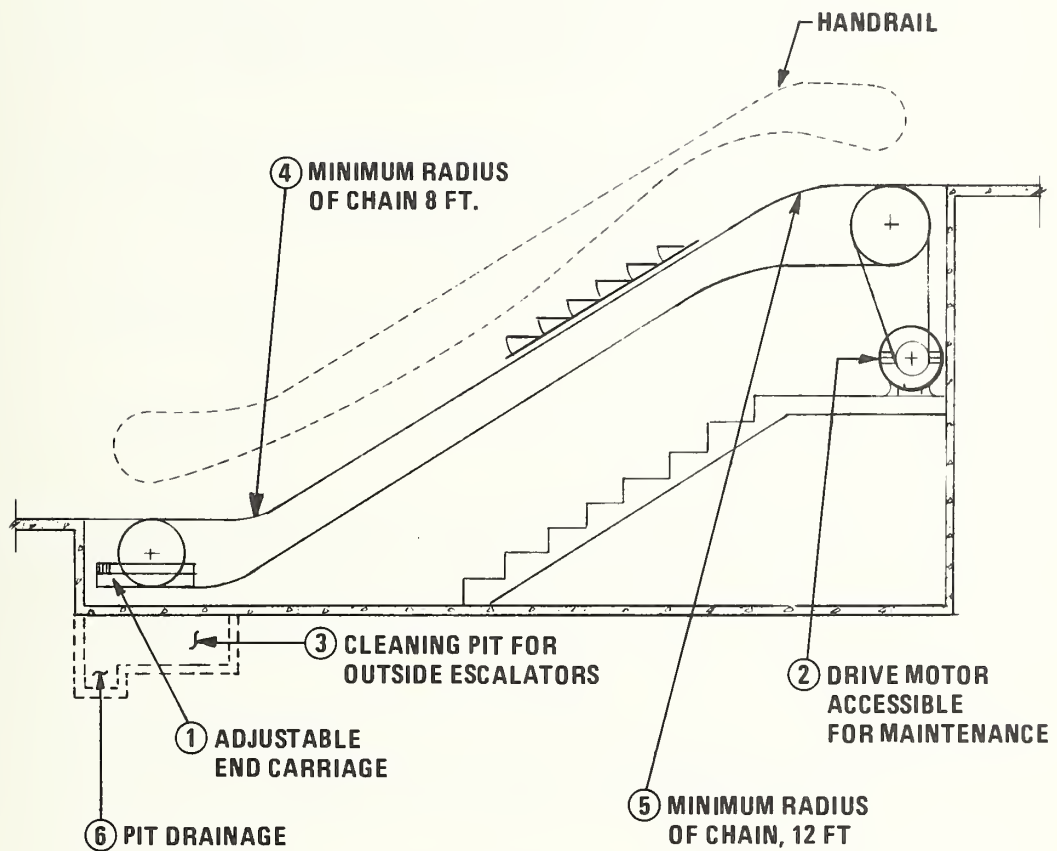 HANDRAIL
4 MINIMUM RADIUS
OF CHAIN 8 FT.
3 CLEANING PIT FOR
OUTSIDE ESCALATORS
2 DRIVE MOTOR
ACCESSIBLE
FOR MAINTENANCE
1 ADJUSTABLE
END CARRIAGE
5 MINIMUM RADIUS
OF CHAIN, 12 FT
6 PIT DRAINAGE